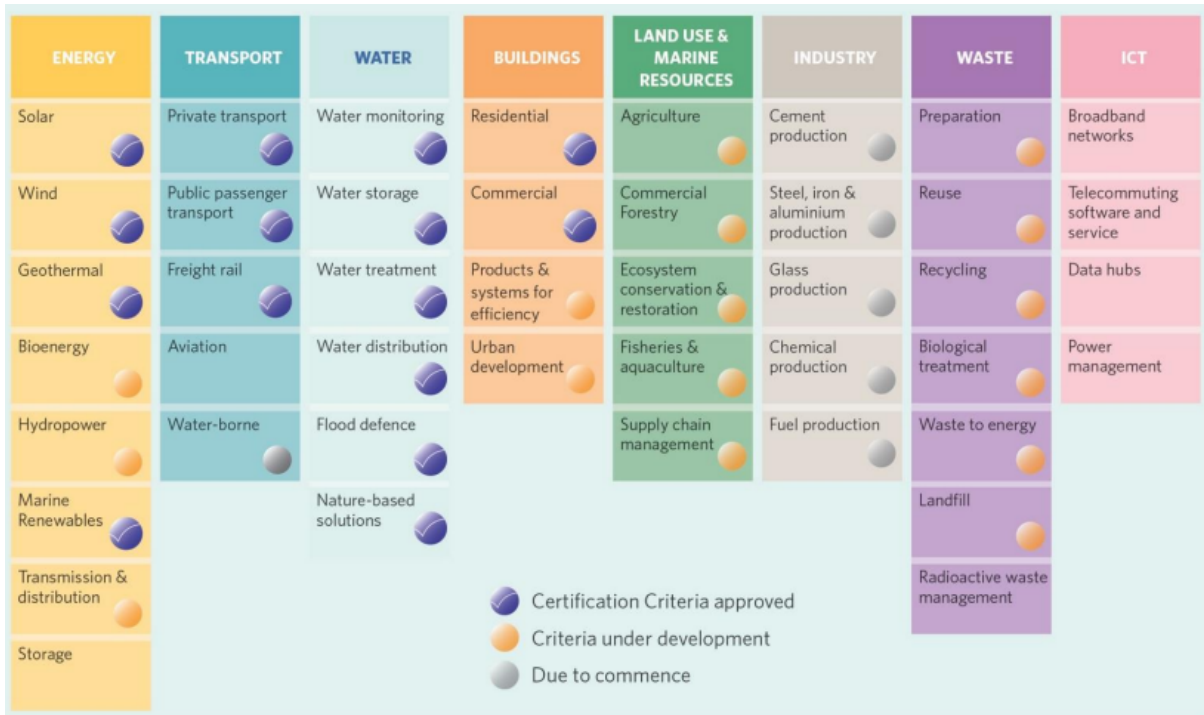 ENERGY
Solar
Wind
Geothermal
Bioenergy
Hydropower
Marine
Renewables
Transmission &
distribution
Storage
TRANSPORT
Private transport
Public passenger
transport
Freight rail
Aviation
Water-borne
WATER
Water monitoring
Water storage
Water treatment
Water distribution
Flood defence
Nature-based
solutions
BUILDINGS
Residential
Commercial
Products &
systems for
efficiency
Urban
development
LAND USE &
MARINE
RESOURCES
Agriculture
Commercial
Forestry
Ecosystem
conservation &
restoration
Fisheries &
aquaculture
Supply chain
management
INDUSTRY
Cement
production
Steel, iron &
aluminium
production
Glass
production
Chemical
production
Fuel production
WASTE
Preparation
Reuse
Recycling
Biological
treatment
Waste to energy
Landfill
Radioactive waste
management
ICT
Broadband
networks
Telecommuting
software and
service
Data hubs
Power
management
Certification Criteria approved
Criteria under development
Due to commence